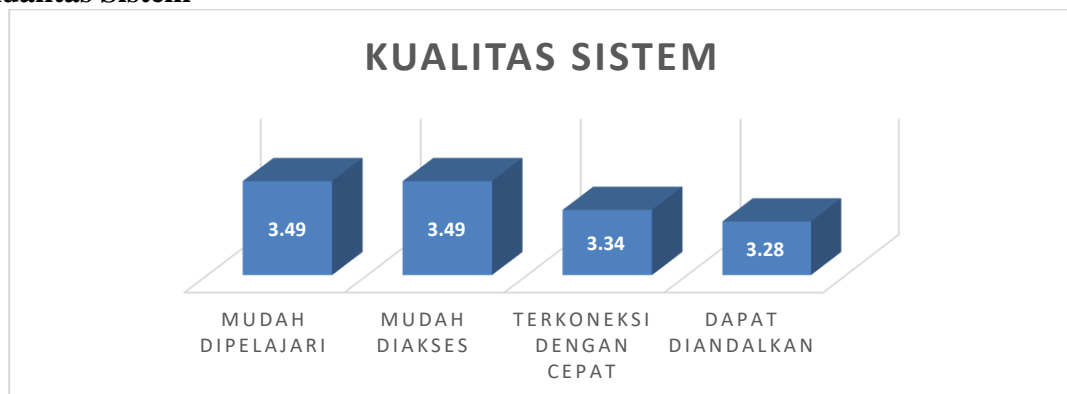 KUALITAS SISTEM
3.49
3.49
3.34
3.28
MUDAH DIPELAJARI
MUDAH DIAKSES
TERKONEKSI DENGAN CEPAT
DAPAT DIANDALKAN